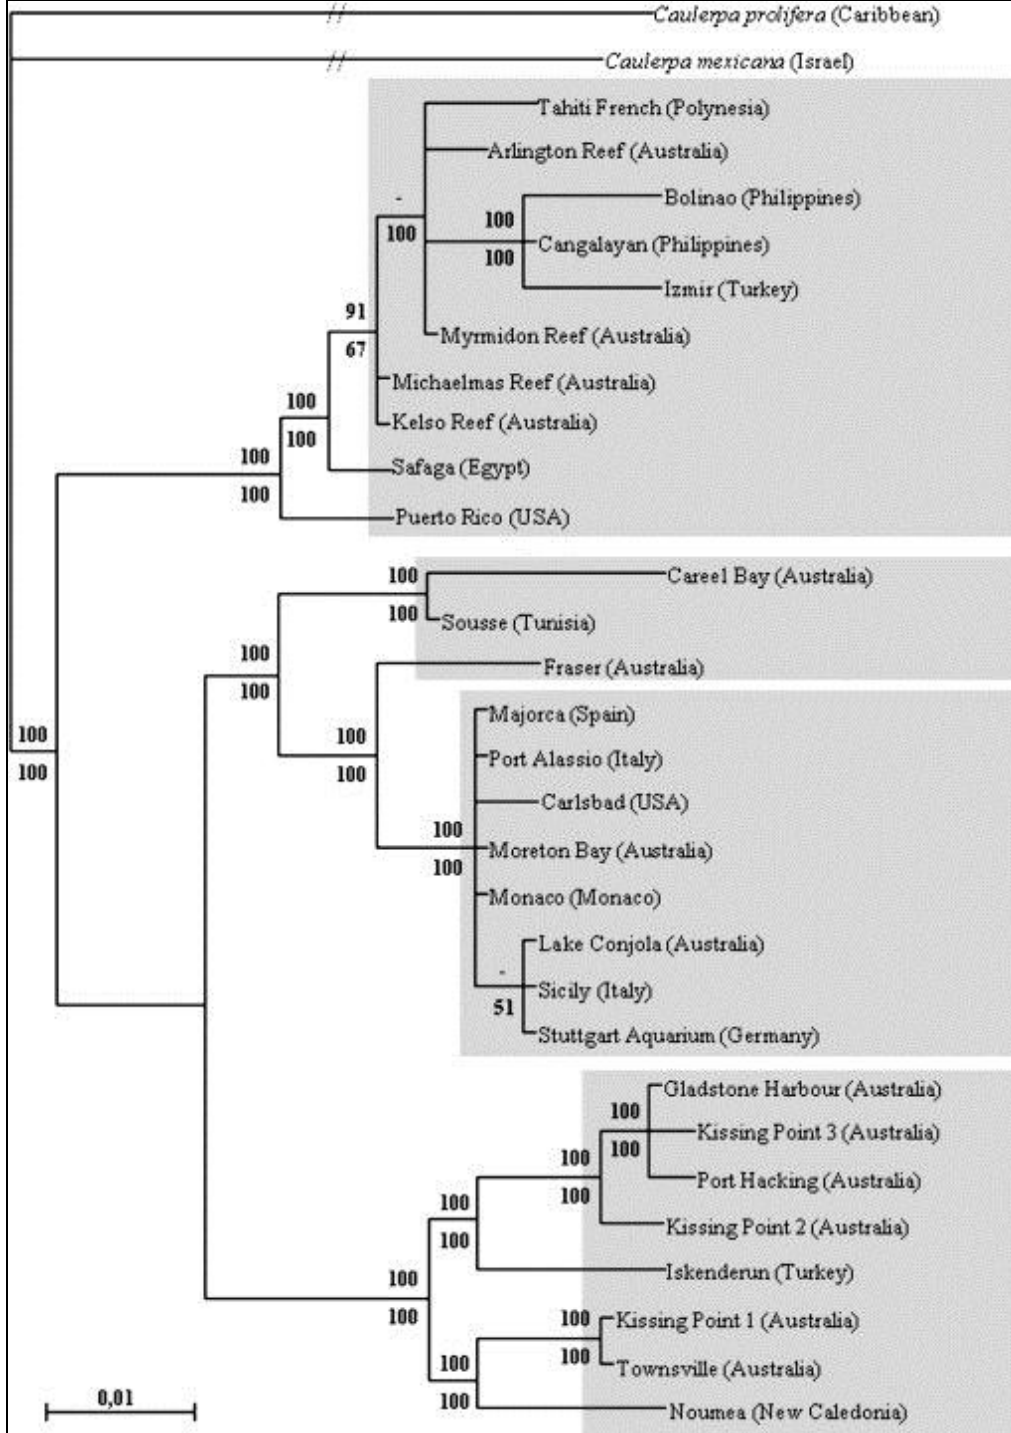 Caulerpa prolifera (Caribbean)
Caulerpa mexicana (Israel)
Tahiti French (Polynesia)
Arlington Reef (Australia)
-
100
Bolinao (Philippines)
100
Cangalayan (Philippines)
100
Izmir (Turkey)
91
Myrmidon Reef (Australia)
67
Michaelmas Reef (Australia)
100
Kelso Reef (Australia)
100
100
Safaga (Egypt)
100
Puerto Rico (USA)
100
Careel Bay (Australia)
100
Sousse (Tunisia)
100
Fraser (Australia)
100
Majorca (Spain)
100
100
Port Alassio (Italy)
100
100
Carlsbad (USA)
100
Moreton Bay (Australia)
100
Monaco (Monaco)
Lake Conjola (Australia)
-
Sicily (Italy)
51
Stuttgart Aquarium (Germany)
Gladstone Harbour (Australia)
100
Kissing Point 3 (Australia)
100
100
Port Hacking (Australia)
100
100
Kissing Point 2 (Australia)
100
Iskenderun (Turkey)
100
100
100
Kissing Point 1 (Australia)
100
100
Townsville (Australia)
100
Noumea (New Caledonia)
0,01